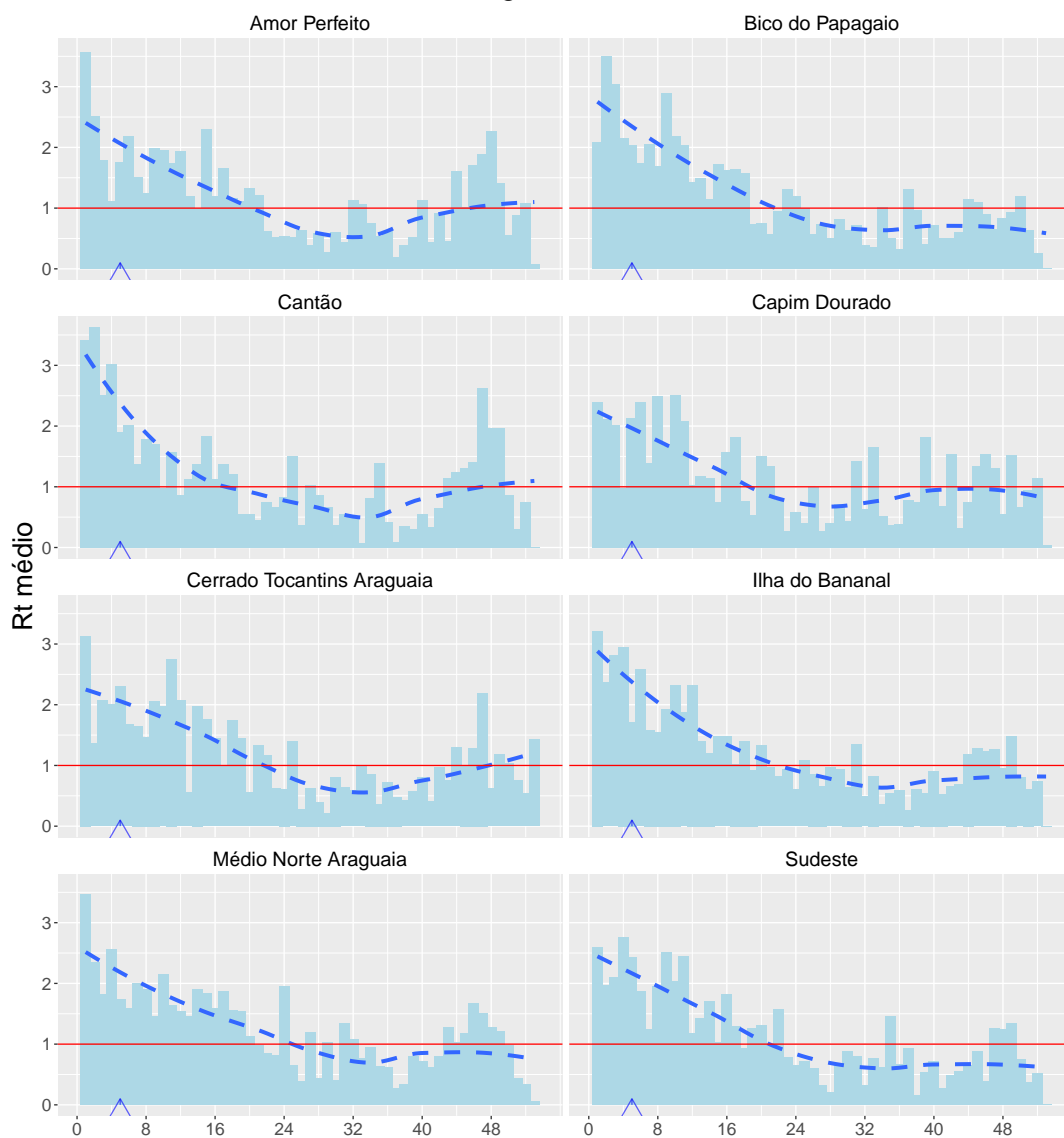 Amor Perfeito
Bico do Papagaio
3
2
1
0
Cantão
Capim Dourado
3
2
1
0
Rt médio
Cerrado Tocantins Araguaia
Ilha do Bananal
3
2
1
0
Médio Norte Araguaia
Sudeste
3
2
1
0
0 8 16 24 32 40 48 0 8 16 24 32 40 48